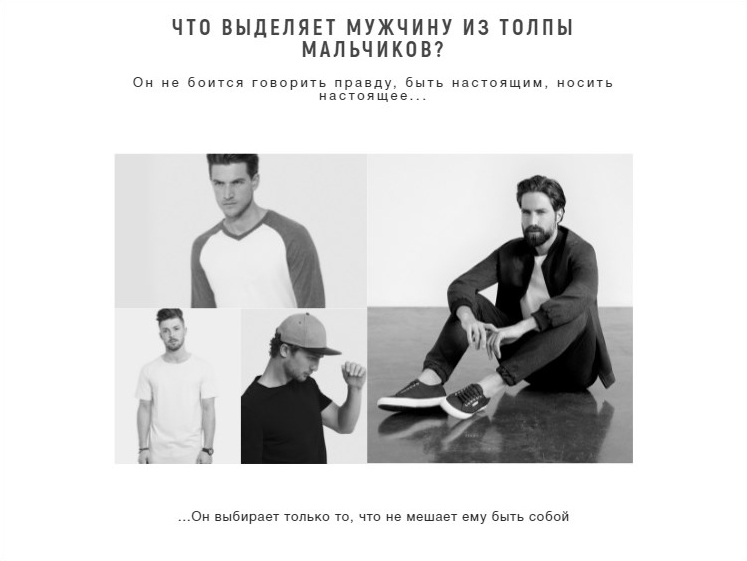 ЧТО ВЫДЕЛЯЕТ МУЖЧИНУ ИЗ ТОЛПЫ
МАЛЬЧИКОВ?
Он не боится говорить правду, быть настоящим, носить
настоящее...
...Он выбирает только то, что не мешает ему быть собой